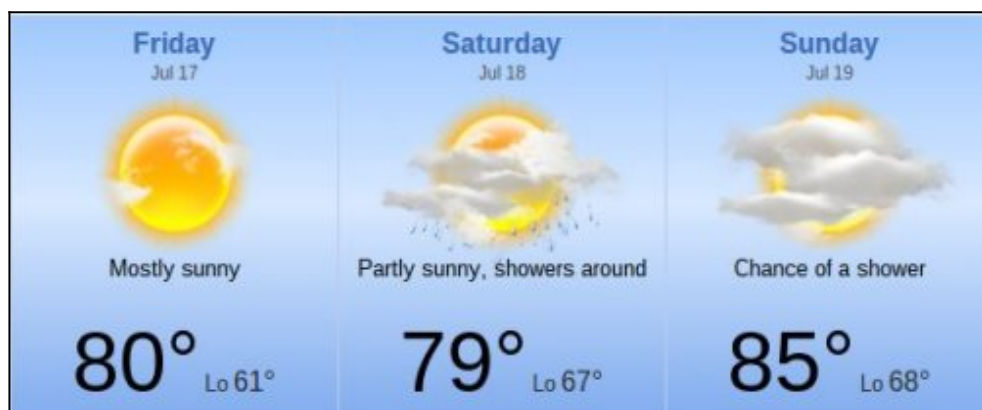 Friday
Jul 17
Mostly sunny
80° Lo 61°
Saturday
Jul 18
Partly sunny, showers around
79° Lo 67°
Sunday
Jul 19
Chance of a shower
85° Lo 68°